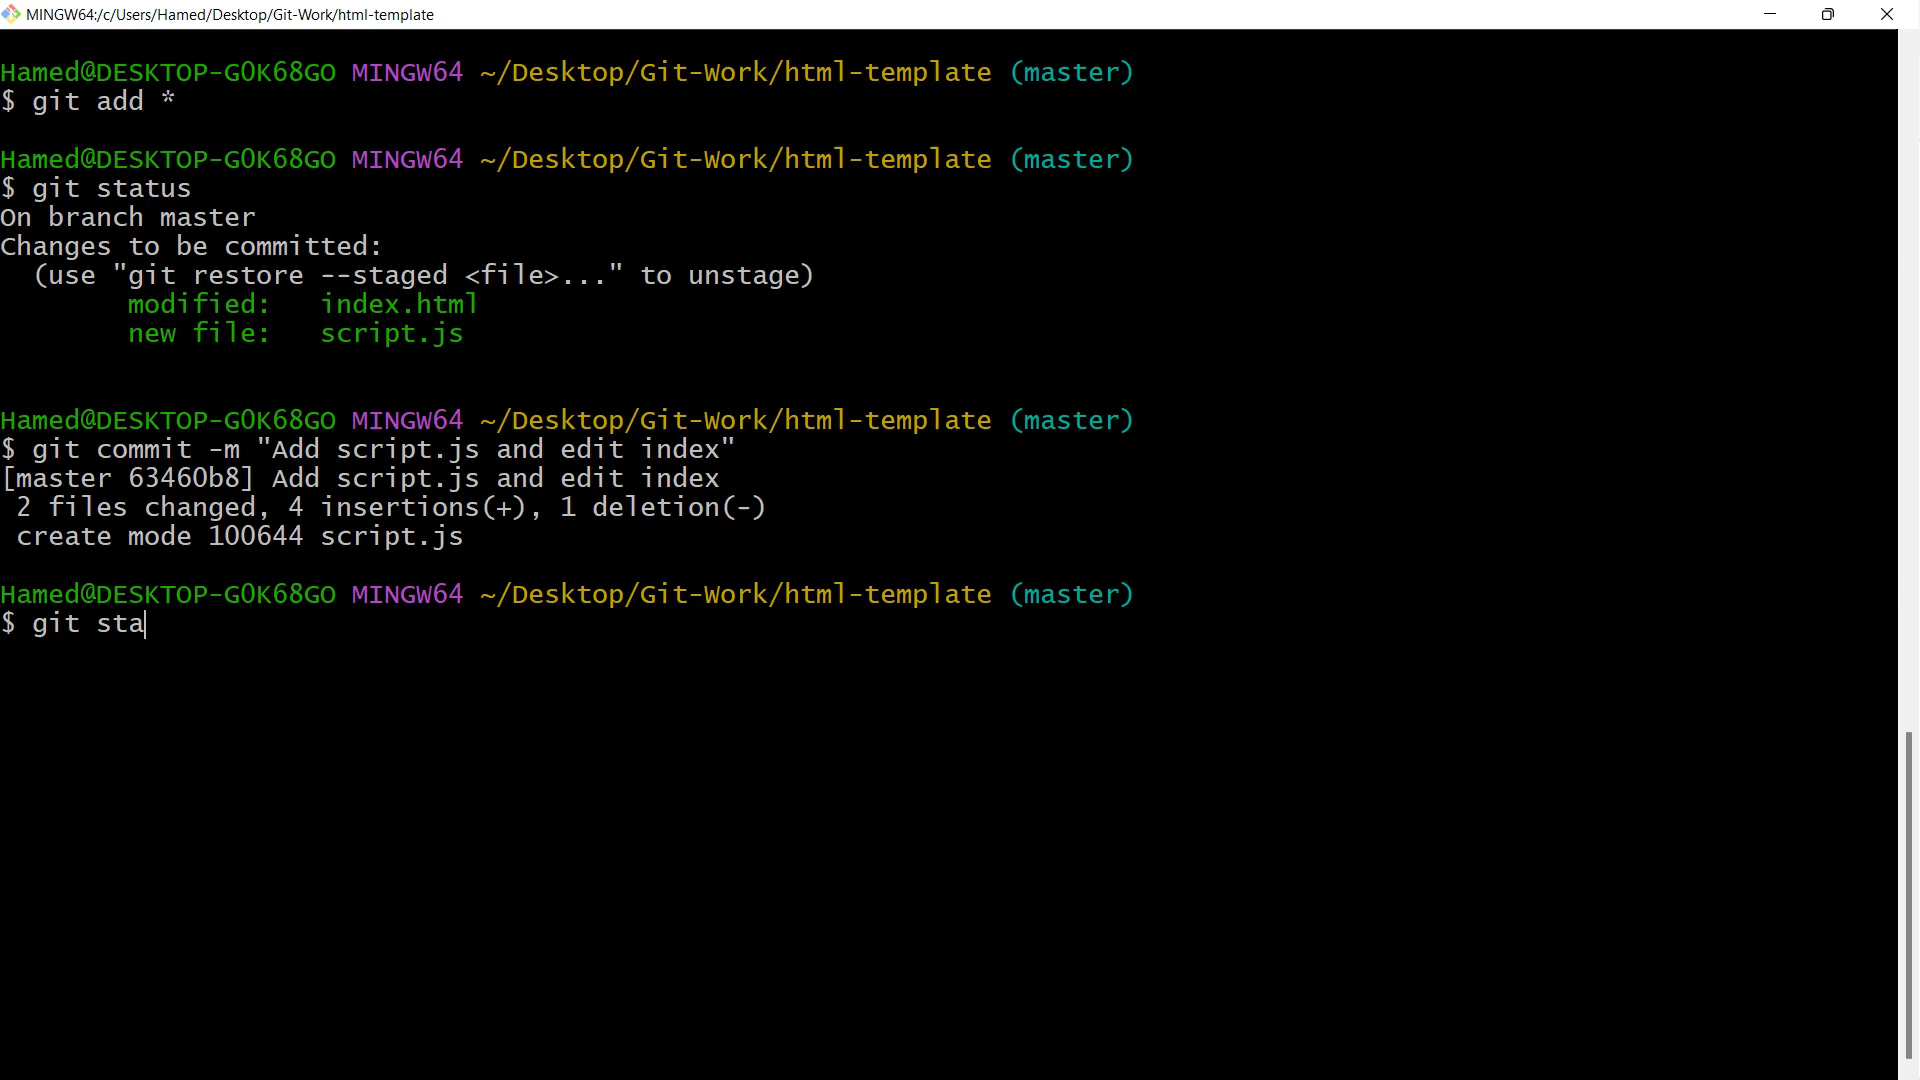 MINGW64:/c/Users/Hamed/Desktop/Git-Work/html-template
Hamed@DESKTOP-G0K68GO MINGW64 ~/Desktop/Git-Work/html-template (master)
$ git add *
Hamed@DESKTOP-G0K68GO MINGW64 ~/Desktop/Git-Work/html-template (master)
$ git status
On branch master
Changes to be committed:
  (use "git restore --staged <file>..." to unstage)
        modified:   index.html
        new file:   script.js
Hamed@DESKTOP-G0K68GO MINGW64 ~/Desktop/Git-Work/html-template (master)
$ git commit -m "Add script.js and edit index"
[master 63460b8] Add script.js and edit index
 2 files changed, 4 insertions(+), 1 deletion(-)
 create mode 100644 script.js
Hamed@DESKTOP-G0K68GO MINGW64 ~/Desktop/Git-Work/html-template (master)
$ git sta